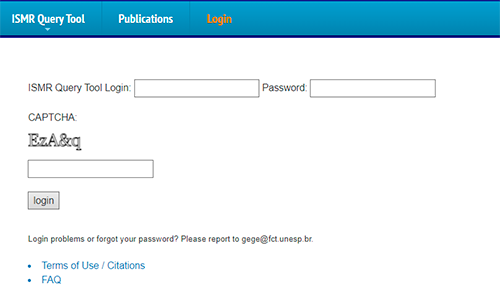 ISMR Query Tool Publications Login
ISMR Query Tool Login: Password:
CAPTCHA:
EzA&q
login
Login problems or forgot your password? Please report to gege@fct.unesp.br.
• Terms of Use / Citations
• FAQ